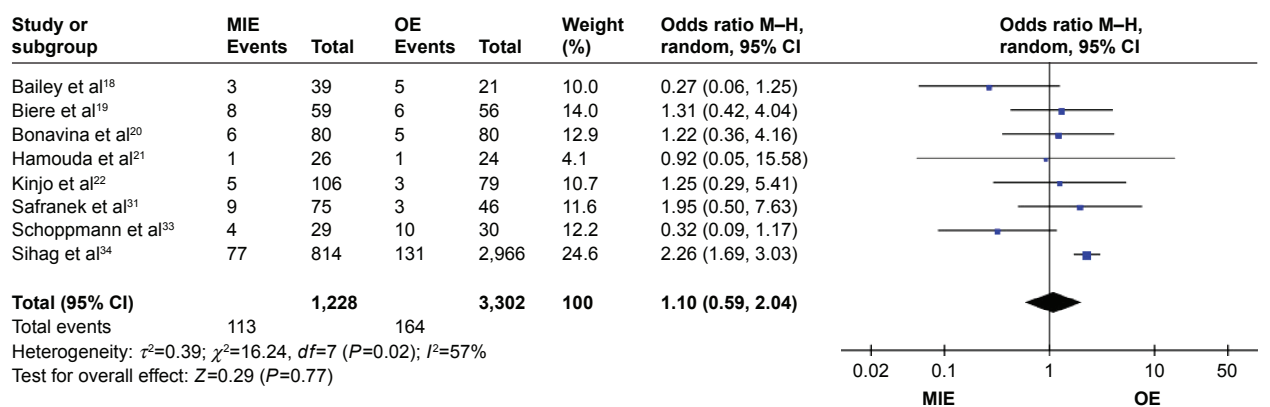 Study or subgroup MIE Events Total OE Events Total Weight (%) Odds ratio M–H, random, 95% CI Odds ratio M–H, random, 95% CI
Bailey et al18 3 39 5 21 10.0 0.27 (0.06, 1.25)
Biere et al19 8 59 6 56 14.0 1.31 (0.42, 4.04)
Bonavina et al20 6 80 5 80 12.9 1.22 (0.36, 4.16)
Hamouda et al21 1 26 1 24 4.1 0.92 (0.05, 15.58)
Kinjo et al22 5 106 3 79 10.7 1.25 (0.29, 5.41)
Safranek et al31 9 75 3 46 11.6 1.95 (0.50, 7.63)
Schoppmann et al33 4 29 10 30 12.2 0.32 (0.09, 1.17)
Sihag et al34 77 814 131 2,966 24.6 2.26 (1.69, 3.03)
Total (95% CI) 1,228 3,302 100 1.10 (0.59, 2.04)
Total events 113 164
Heterogeneity: τ²=0.39; χ²=16.24, df=7 (P=0.02); I²=57%
Test for overall effect: Z=0.29 (P=0.77)
0.02 0.1 1 10 50
MIE OE